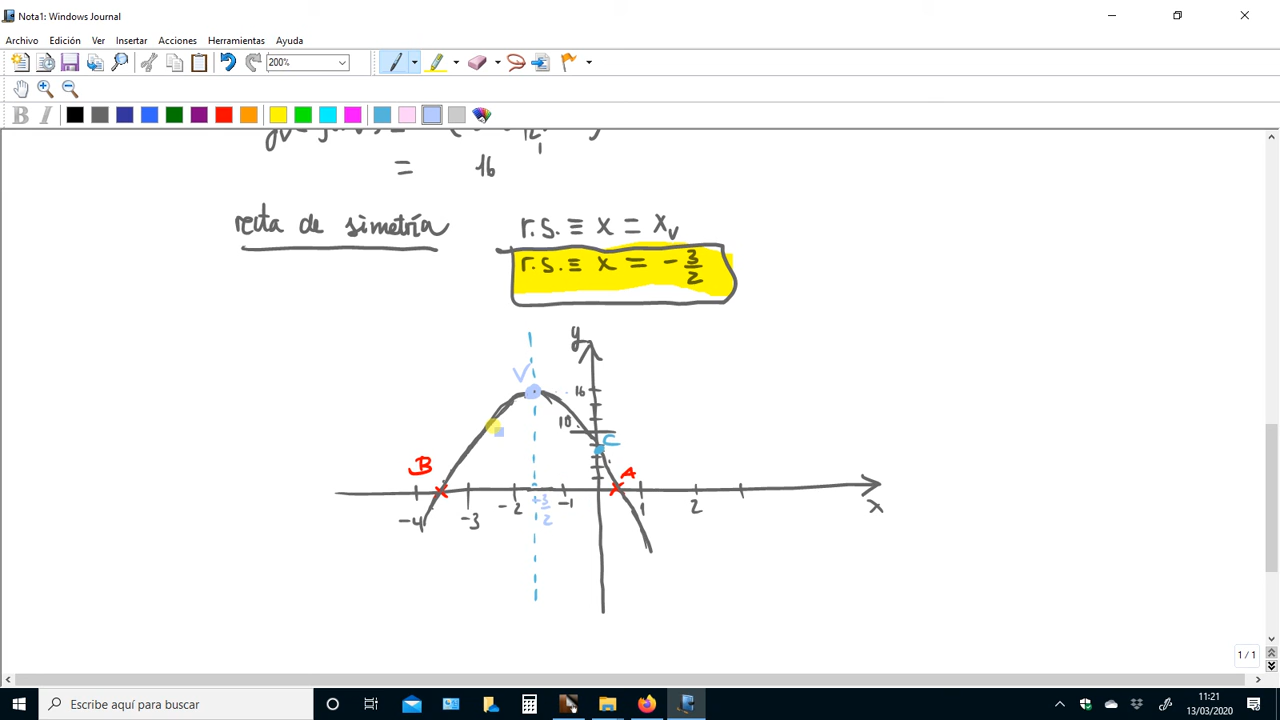 Nota1: Windows Journal
Archivo Edición Ver Insertar Acciones Herramientas Ayuda
200%
B I
= 16
recta de simetría r.s. ≡ x = xv
r.s. ≡ x = - 3/2
y
V
16
10
C
B
A
-4 -3 -2 -3/2 -1 1 2 x
1 / 1
Escribe aquí para buscar
11:21
13/03/2020